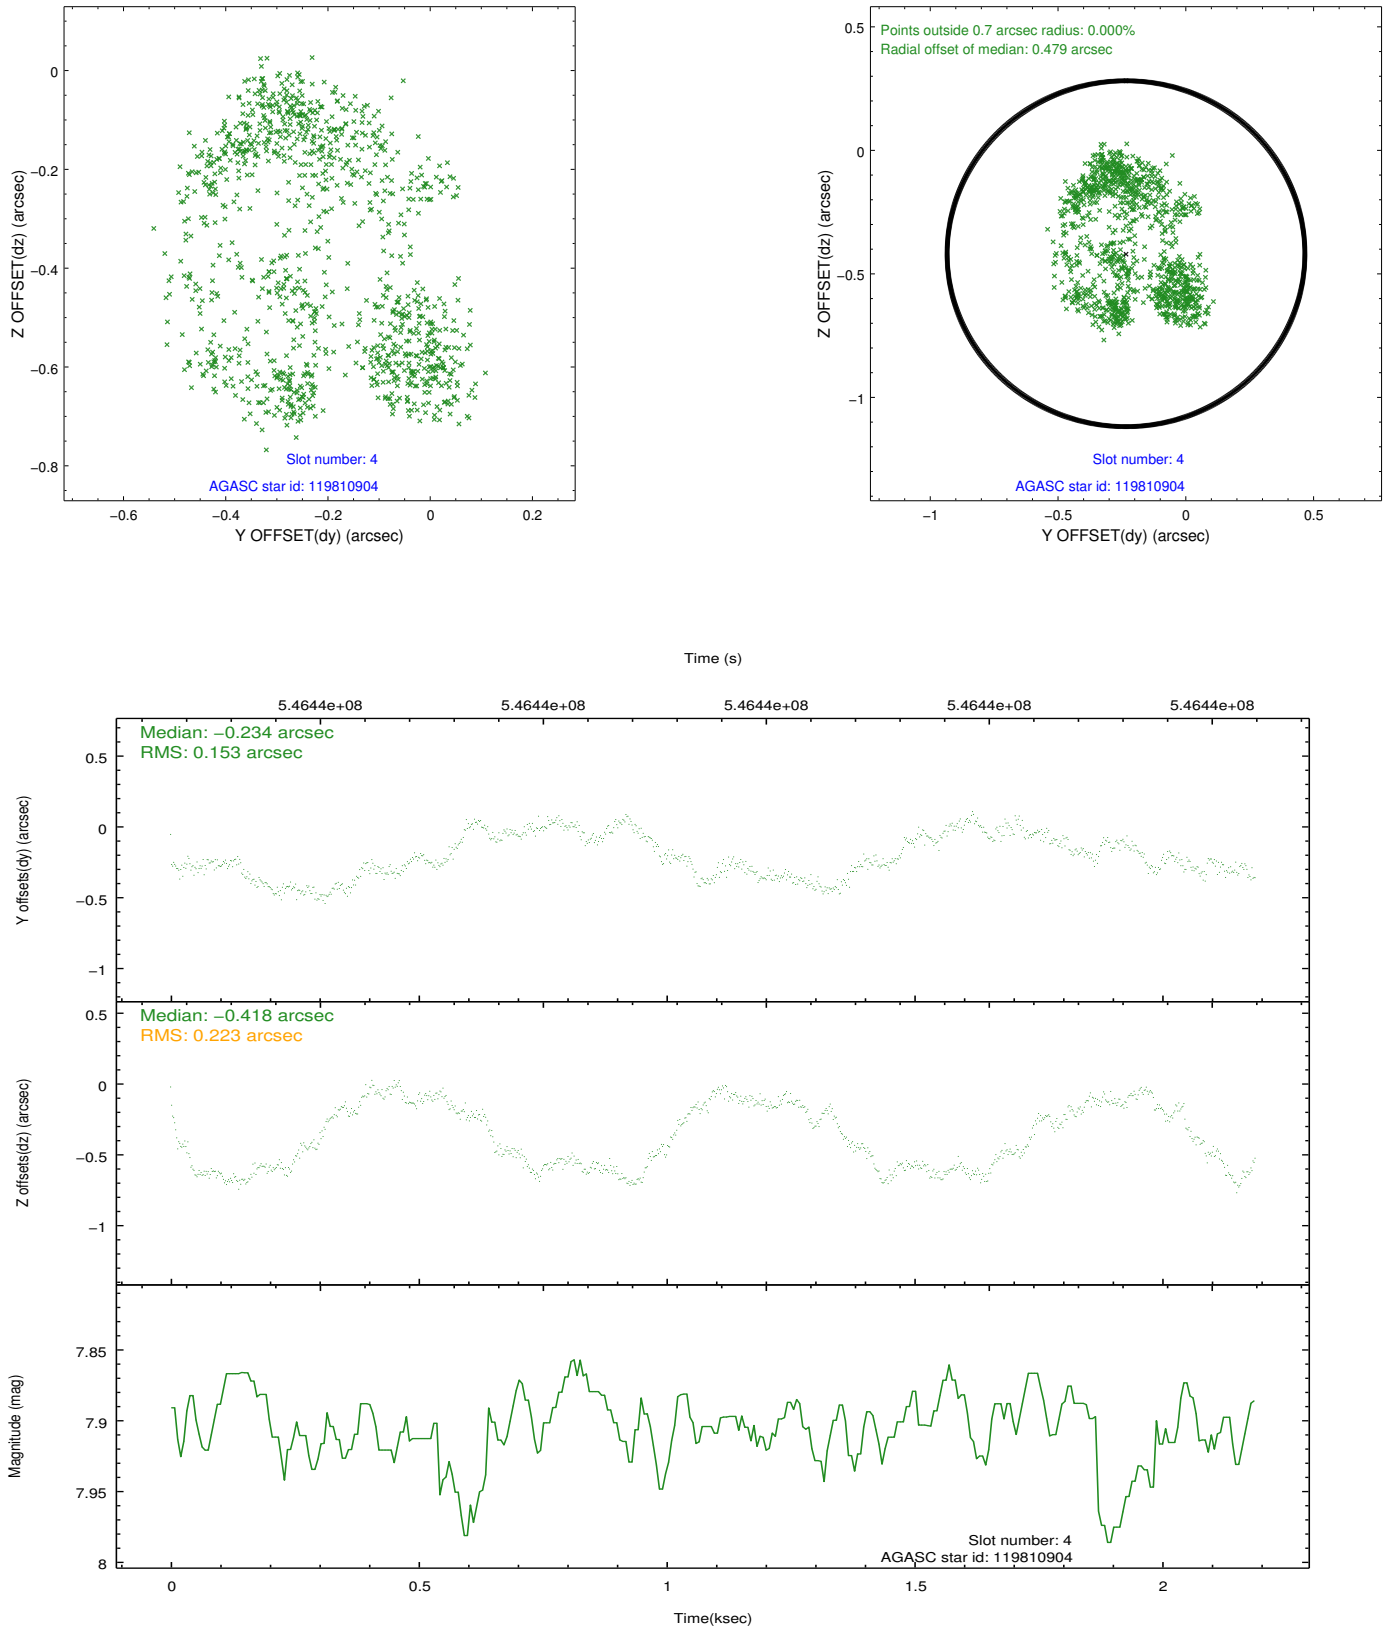 0
−0.2
−0.4
−0.6
−0.8
Z OFFSET(dz) (arcsec)
Slot number: 4
AGASC star id: 119810904
−0.6
−0.4
−0.2
0
0.2
Y OFFSET(dy) (arcsec)
Points outside 0.7 arcsec radius: 0.000%
Radial offset of median: 0.479 arcsec
0.5
0
−0.5
−1
Z OFFSET(dz) (arcsec)
Slot number: 4
AGASC star id: 119810904
−1
−0.5
0
0.5
Y OFFSET(dy) (arcsec)
Time (s)
5.4644e+08
5.4644e+08
5.4644e+08
5.4644e+08
5.4644e+08
Median: −0.234 arcsec
RMS: 0.153 arcsec
0.5
0
−0.5
−1
Y offsets(dy) (arcsec)
Median: −0.418 arcsec
RMS: 0.223 arcsec
0.5
0
−0.5
−1
Z offsets(dz) (arcsec)
7.85
7.9
7.95
8
Magnitude (mag)
Slot number: 4
AGASC star id: 119810904
0
0.5
1
1.5
2
Time(ksec)